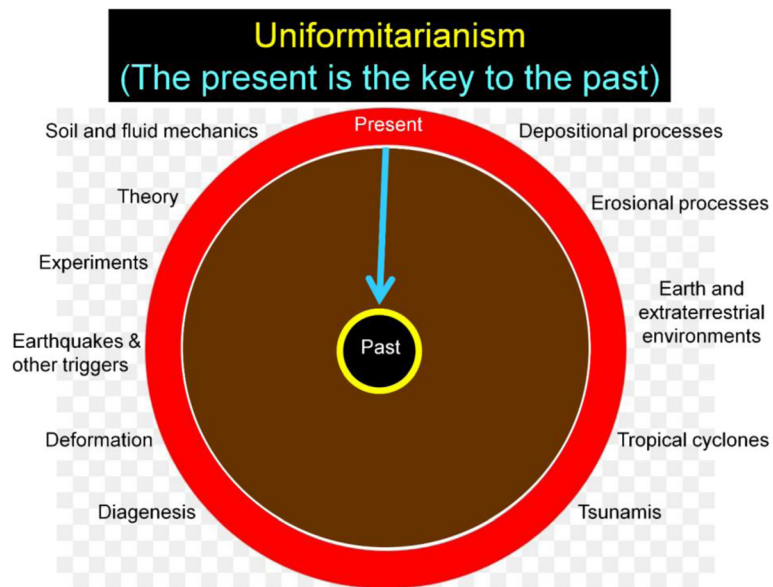 Uniformitarianism
(The present is the key to the past)
Present
Soil and fluid mechanics
Theory
Experiments
Earthquakes &
other triggers
Deformation
Diagenesis
Past
Depositional processes
Erosional processes
Earth and
extraterrestrial
environments
Tropical cyclones
Tsunamis